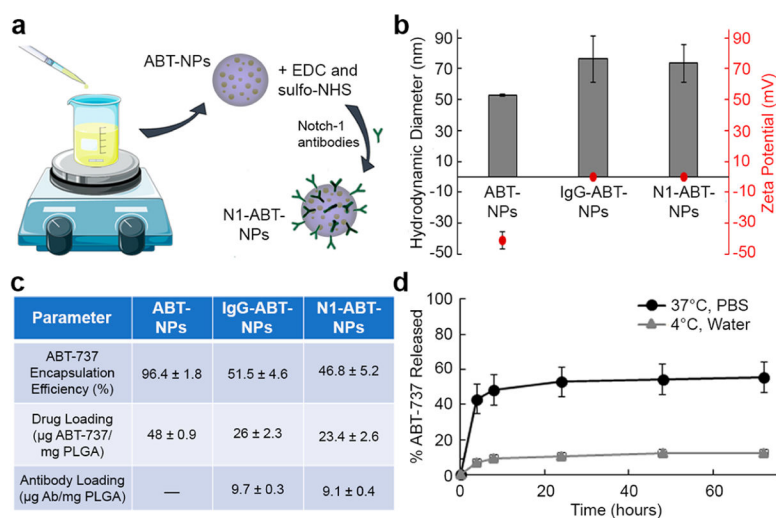 a
ABT-NPs
+ EDC and
sulfo-NHS
Notch-1
antibodies
N1-ABT-
NPs
b
Hydrodynamic Diameter (nm)
90
70
50
30
10
-10
-30
-50
ABT-
NPs
IgG-ABT-
NPs
N1-ABT-
NPs
90
70
50
30
10
-10
-30
-50
Zeta Potential (mV)
c
Parameter
ABT-
NPs
IgG-ABT-
NPs
N1-ABT-
NPs
ABT-737
Encapsulation
Efficiency (%)
96.4 ± 1.8
51.5 ± 4.6
46.8 ± 5.2
Drug Loading
(µg ABT-737/
mg PLGA)
48 ± 0.9
26 ± 2.3
23.4 ± 2.6
Antibody Loading
(µg Ab/mg PLGA)
—
9.7 ± 0.3
9.1 ± 0.4
d
% ABT-737 Released
100
80
60
40
20
0
37°C, PBS
4°C, Water
0
20
40
60
Time (hours)